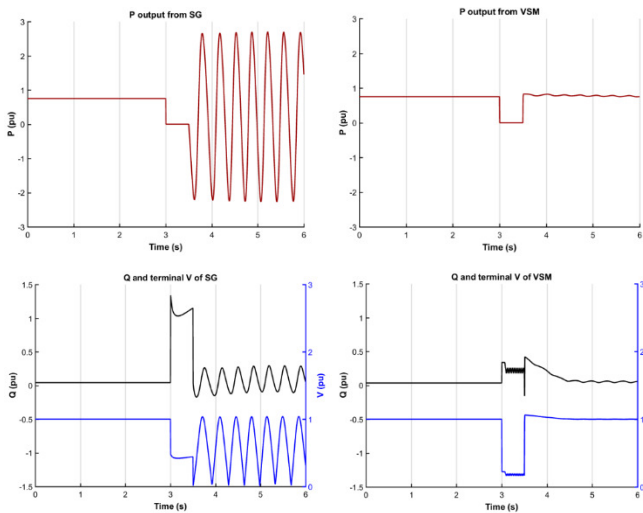 P output from SG
P output from VSM
3
2
1
0
-1
-2
-3
P (pu)
0 1 2 3 4 5 6
Time (s)
3
2
1
0
-1
-2
-3
P (pu)
0 1 2 3 4 5 6
Time (s)
Q and terminal V of SG
Q and terminal V of VSM
1.5
1
0.5
0
-0.5
-1
-1.5
Q (pu)
3
2
1
0
V (pu)
0 1 2 3 4 5 6
Time (s)
1.5
1
0.5
0
-0.5
-1
-1.5
Q (pu)
3
2
1
0
V (pu)
0 1 2 3 4 5 6
Time (s)